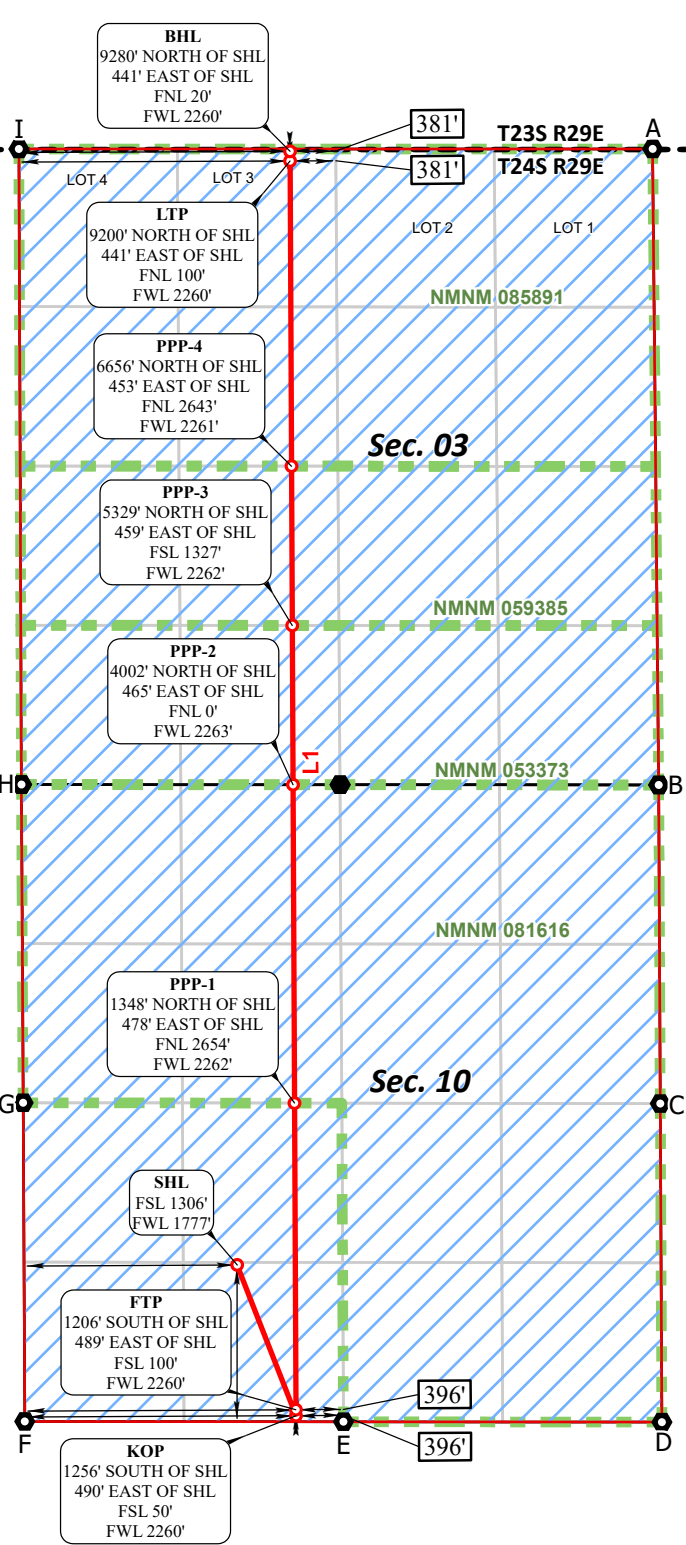 BHL
9280' NORTH OF SHL
441' EAST OF SHL
FNL 20'
FWL 2260'
I
381'
T23S R29E
A
381'
T24S R29E
LOT 4
LOT 3
LTP
9200' NORTH OF SHL
441' EAST OF SHL
FNL 100'
FWL 2260'
LOT 2
LOT 1
NMNM 085891
PPP-4
6656' NORTH OF SHL
453' EAST OF SHL
FNL 2643'
FWL 2261'
Sec. 03
PPP-3
5329' NORTH OF SHL
459' EAST OF SHL
FSL 1327'
FWL 2262'
NMNM 059385
PPP-2
4002' NORTH OF SHL
465' EAST OF SHL
FNL 0'
FWL 2263'
L1
NMNM 053373
H
B
NMNM 081616
PPP-1
1348' NORTH OF SHL
478' EAST OF SHL
FNL 2654'
FWL 2262'
Sec. 10
G
C
SHL
FSL 1306'
FWL 1777'
FTP
1206' SOUTH OF SHL
489' EAST OF SHL
FSL 100'
FWL 2260'
396'
F
E
D
396'
KOP
1256' SOUTH OF SHL
490' EAST OF SHL
FSL 50'
FWL 2260'